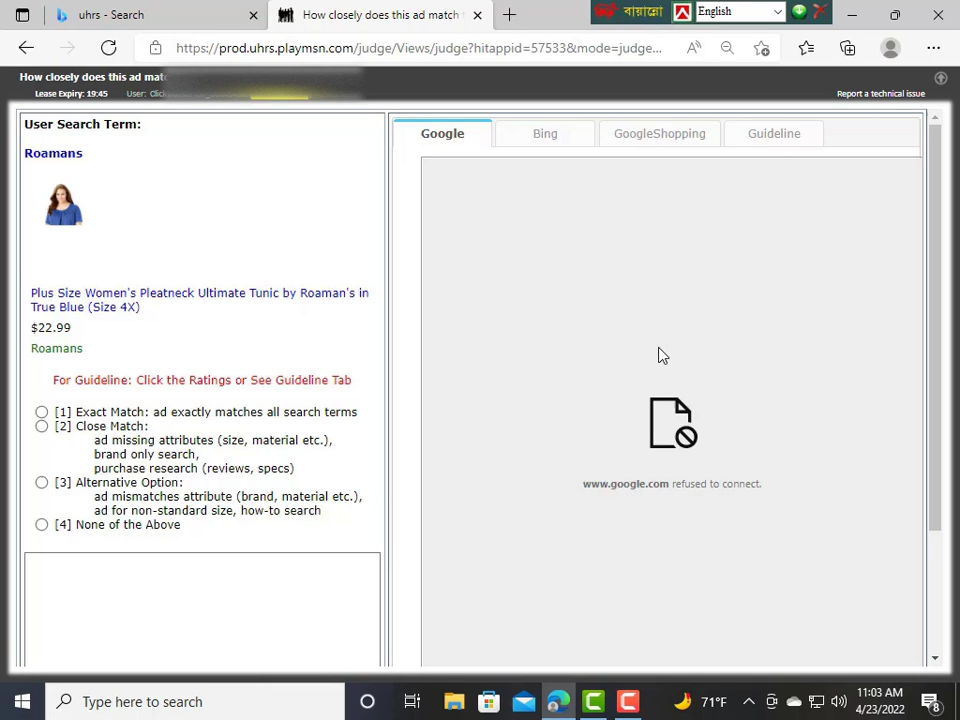 uhrs - Search
How closely does this ad match
বায়ান্নো
English
https://prod.uhrs.playmsn.com/judge/Views/judge?hitappid=57533&mode=judge...
How closely does this ad mat
Lease Expiry: 19:45
User: Clic
Report a technical issue
User Search Term:
Roamans
Plus Size Women's Pleatneck Ultimate Tunic by Roaman's in
True Blue (Size 4X)
$22.99
Roamans
For Guideline: Click the Ratings or See Guideline Tab
[1] Exact Match: ad exactly matches all search terms
[2] Close Match:
ad missing attributes (size, material etc.),
brand only search,
purchase research (reviews, specs)
[3] Alternative Option:
ad mismatches attribute (brand, material etc.),
ad for non-standard size, how-to search
[4] None of the Above
Google
Bing
GoogleShopping
Guideline
www.google.com refused to connect.
Type here to search
71°F
11:03 AM
4/23/2022
8